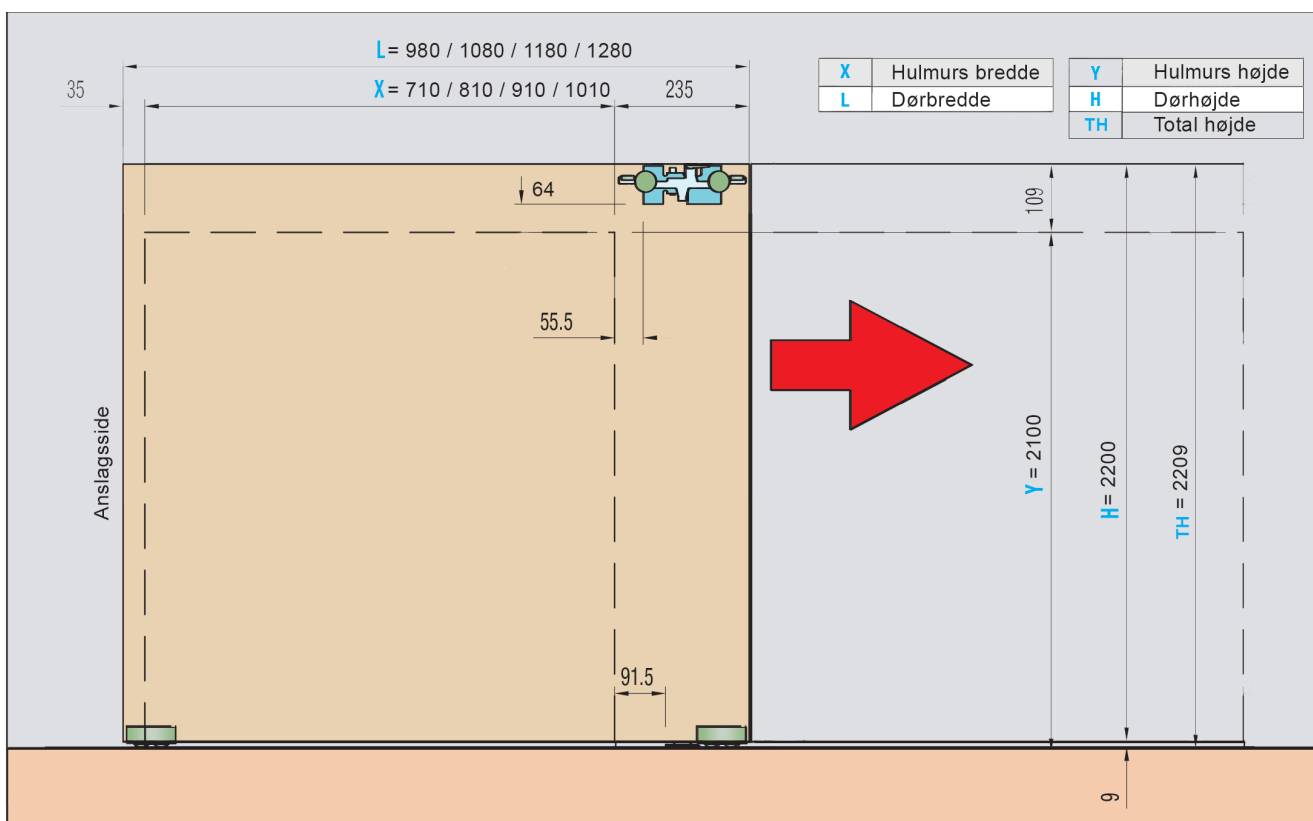 L= 980 / 1080 / 1180 / 1280
35
X= 710 / 810 / 910 / 1010
235
X Hulmurs bredde
L Dørbredde
Y Hulmurs højde
H Dørhøjde
TH Total højde
64
109
55.5
Anslagsside
Y = 2100
H = 2200
TH = 2209
91.5
9